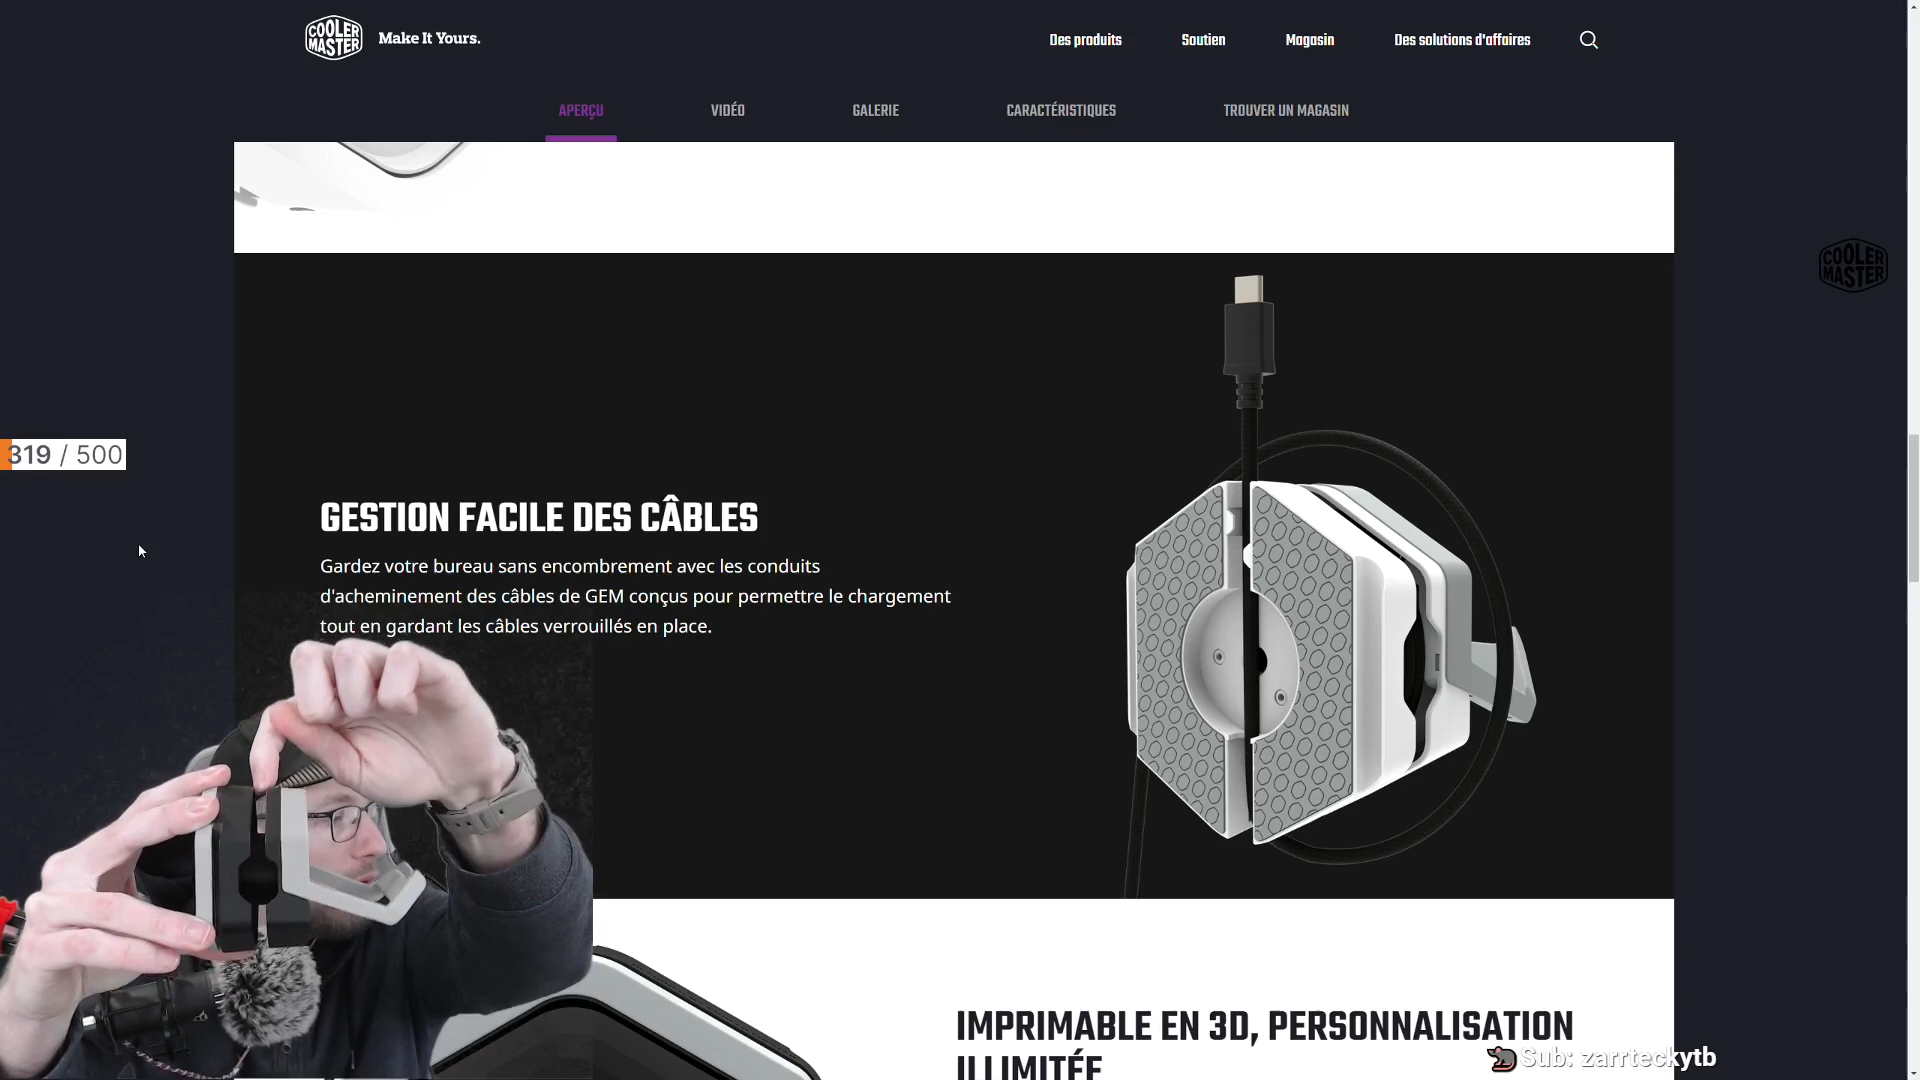 COOLER
MASTER
Make It Yours.
Des produits
Soutien
Magasin
Des solutions d'affaires
APERÇU
VIDÉO
GALERIE
CARACTÉRISTIQUES
TROUVER UN MAGASIN
COOLER
MASTER
319 / 500
GESTION FACILE DES CÂBLES
Gardez votre bureau sans encombrement avec les conduits
d'acheminement des câbles de GEM conçus pour permettre le chargement
tout en gardant les câbles verrouillés en place.
IMPRIMABLE EN 3D, PERSONNALISATION
ILLIMITÉE
Sub: zarrteckytb